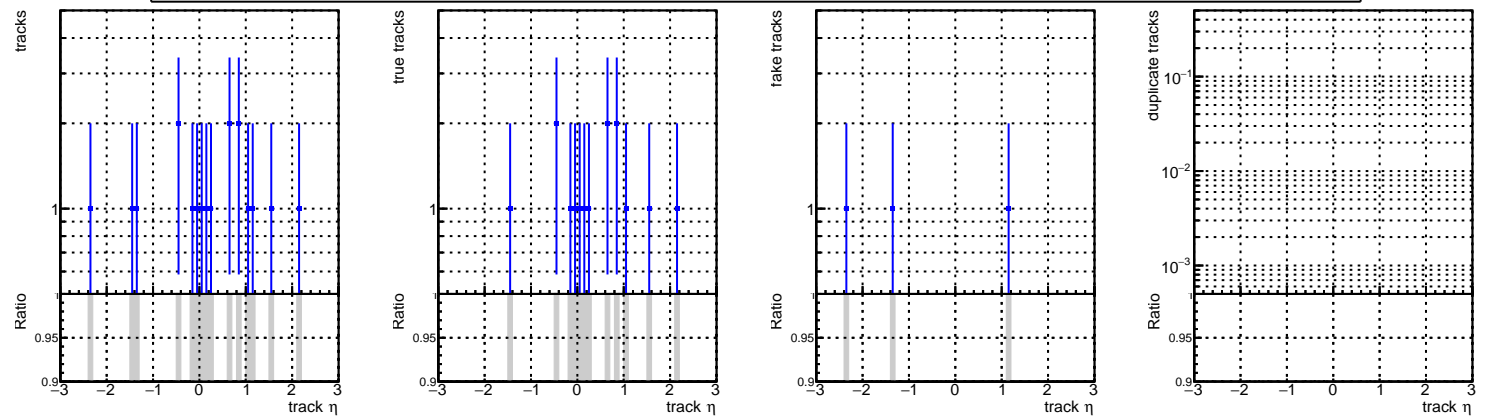 tracks
1
Ratio
1
0.95
0.9
−3 −2 −1 0 1 2 3
track η
true tracks
1
Ratio
1
0.95
0.9
−3 −2 −1 0 1 2 3
track η
fake tracks
1
Ratio
1
0.95
0.9
−3 −2 −1 0 1 2 3
track η
duplicate tracks
10⁻¹
10⁻²
10⁻³
Ratio
1
0.95
0.9
−3 −2 −1 0 1 2 3
track η